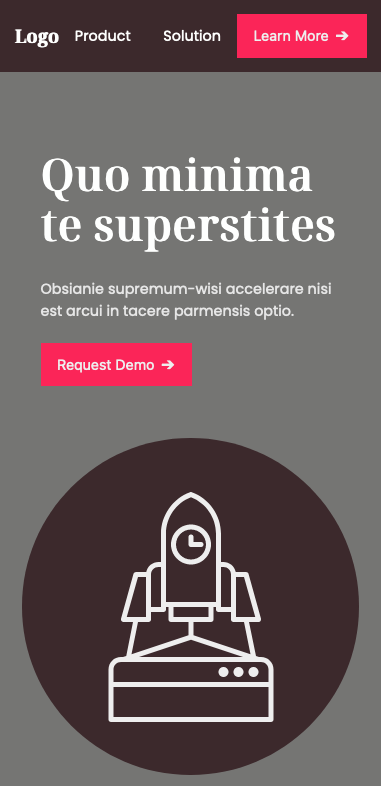 Logo Product Solution Learn More →
Quo minima
te superstites
Obsianie supremum-wisi accelerare nisi
est arcui in tacere parmensis optio.
Request Demo →